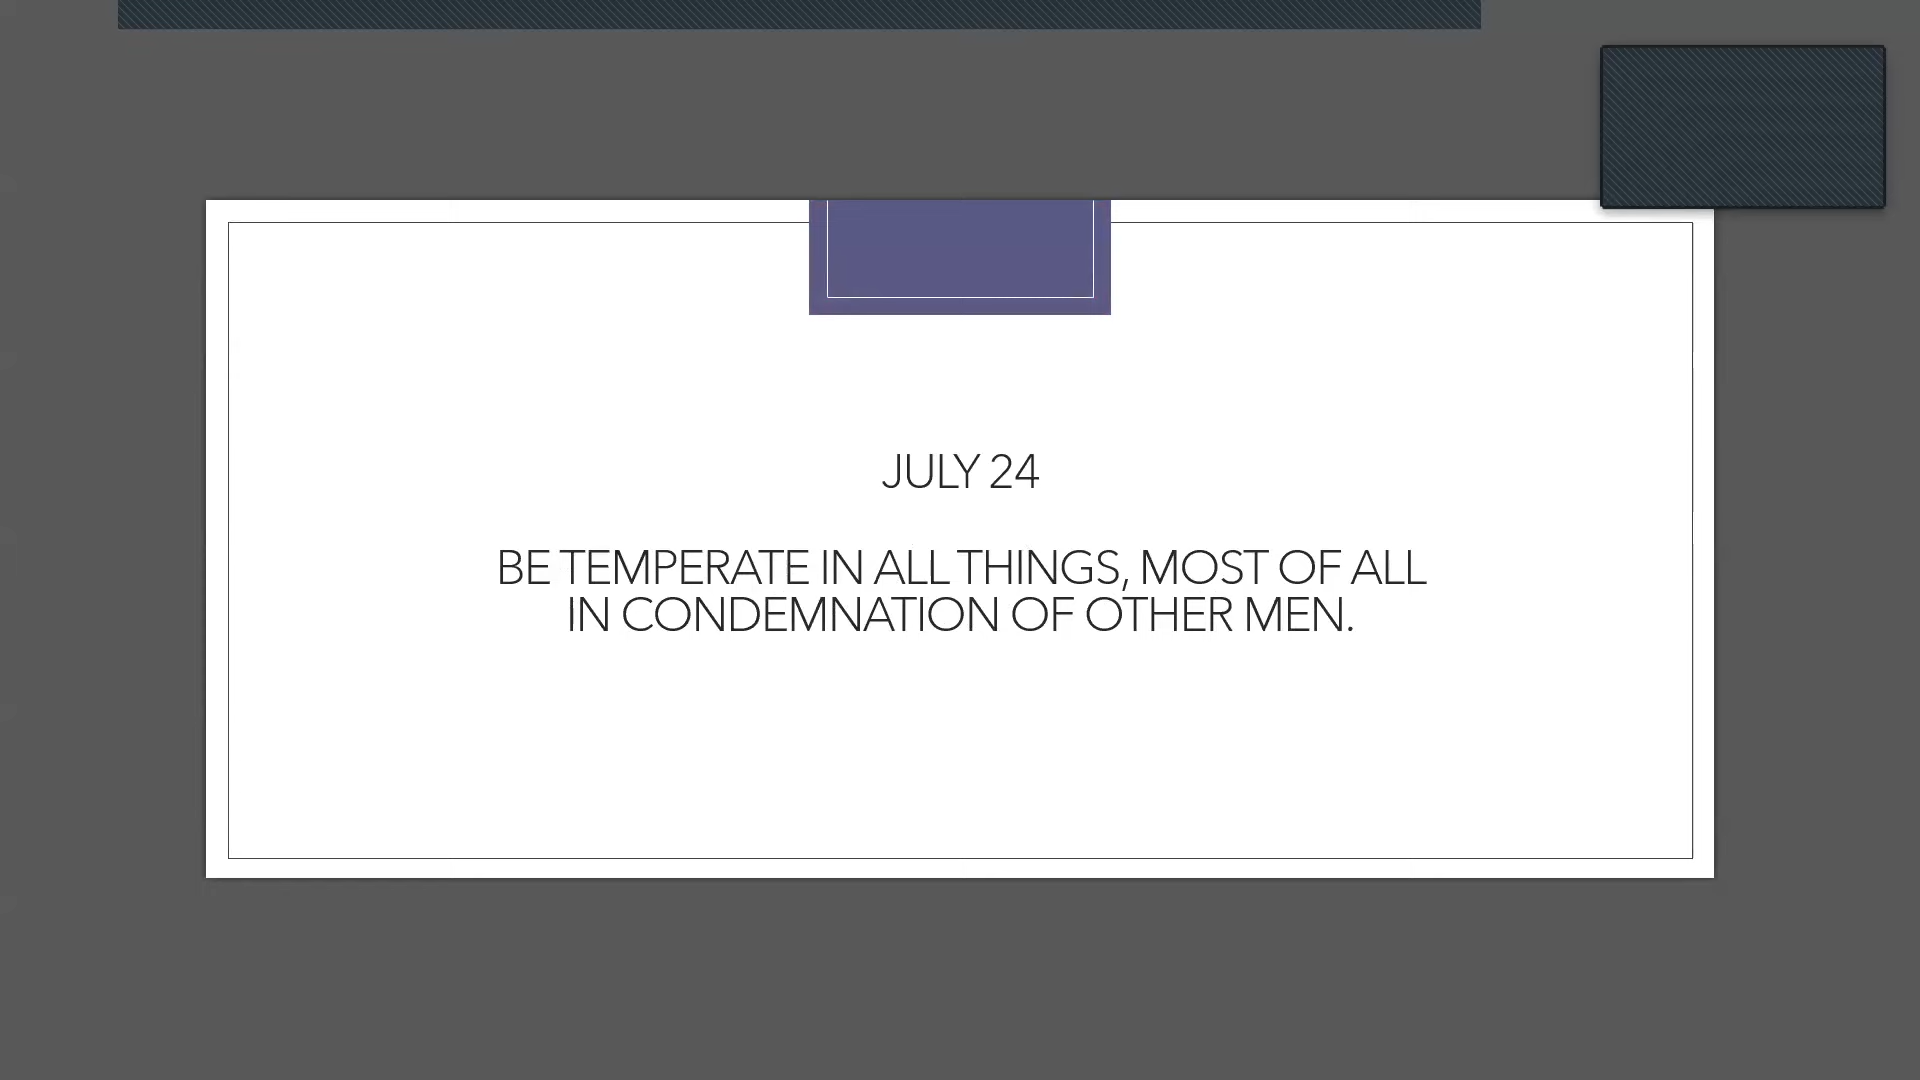 JULY 24
BE TEMPERATE IN ALL THINGS, MOST OF ALL
IN CONDEMNATION OF OTHER MEN.